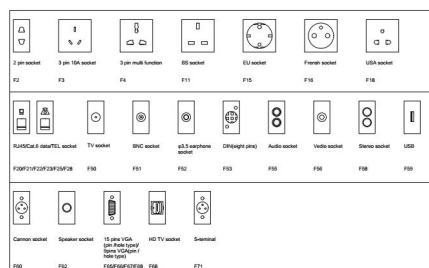 2 pin socket 3 pin 10A socket 3 pin multi function BS socket EU socket Frensh socket USA socket
F2 F3 F4 F11 F15 F16 F18
RJ45/Cat.6 data/TEL socket TV socket BNC socket φ3.5-earphone socket DIN(eight pins) Audio socket Vedio socket Stereo socket USB
F20/F21/F22/F23/F25/F28 F50 F51 F52 F53 F55 F56 F58 F59
Cannon socket Speaker socket 15 pins VGA (pin /hole type)/ 9pins VGA(pin / hole type) HD TV socket S-terminal
F60 F62 F65/F66/F67/F68 F68 F71